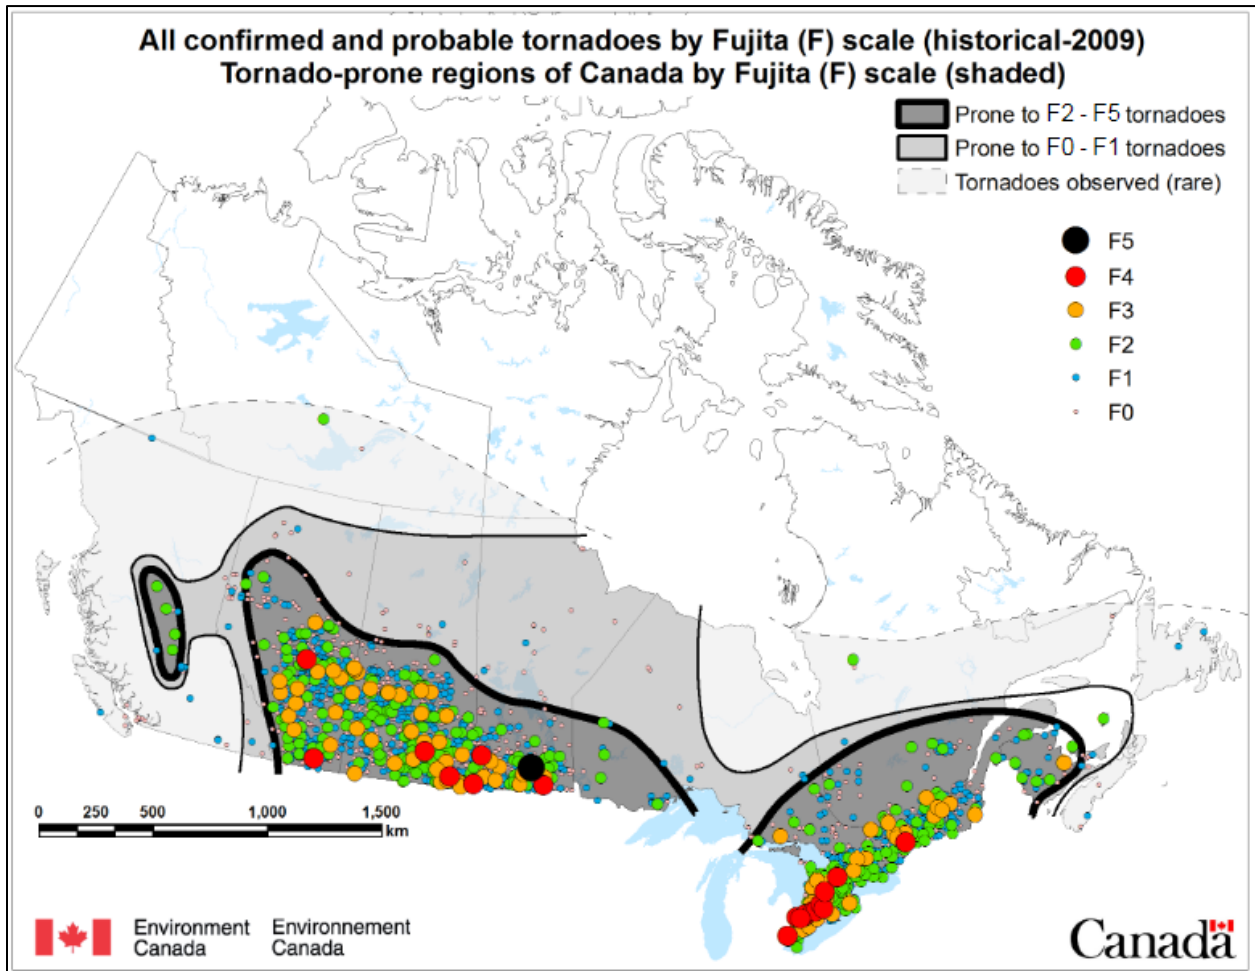 All confirmed and probable tornadoes by Fujita (F) scale (historical-2009)
Tornado-prone regions of Canada by Fujita (F) scale (shaded)
Prone to F2 - F5 tornadoes
Prone to F0 - F1 tornadoes
Tornadoes observed (rare)
F5
F4
F3
F2
F1
F0
0 250 500 1,000 1,500
km
Environment Environnement
Canada Canada
Canada